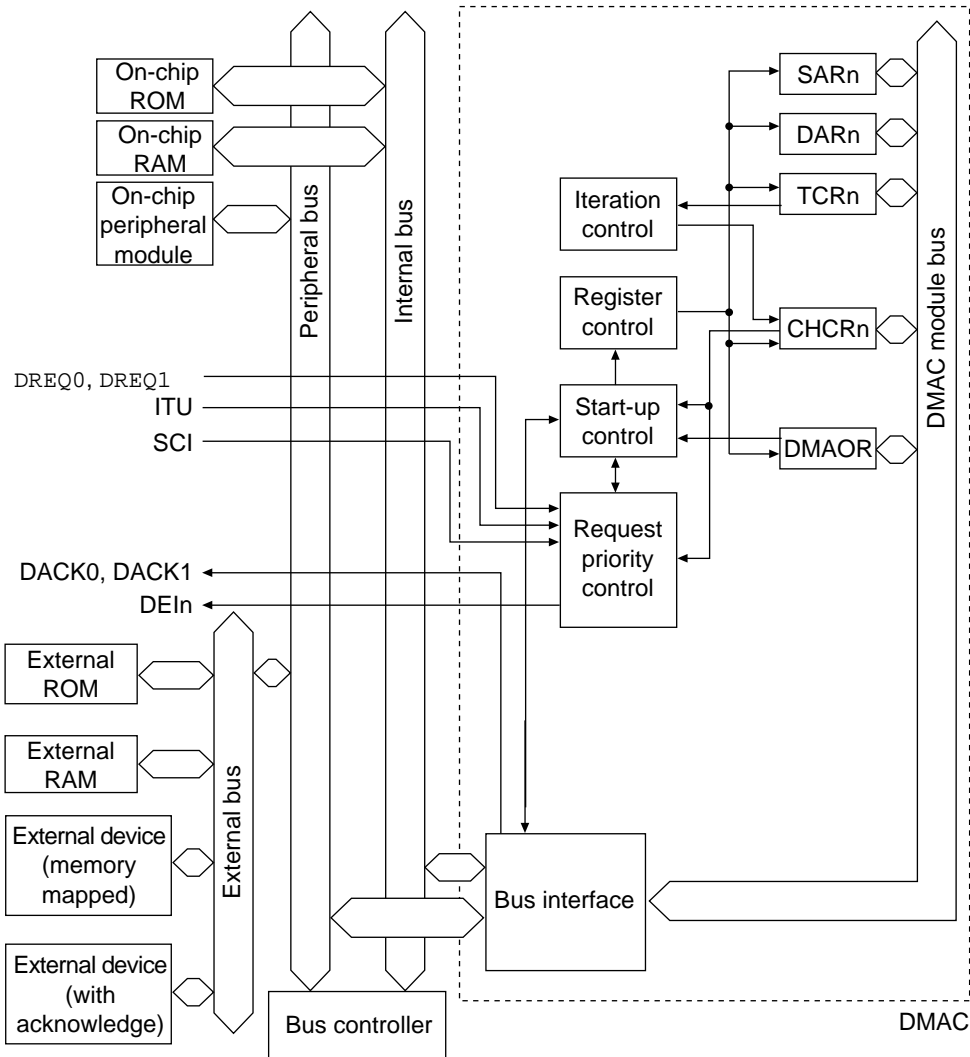 On-chip
ROM
On-chip
RAM
On-chip
peripheral
module
Peripheral bus
Internal bus
SARn
DARn
TCRn
Iteration
control
Register
control
CHCRn
DMAC module bus
DREQ0, DREQ1
ITU
SCI
Start-up
control
DMAOR
Request
priority
control
DACK0, DACK1
DEIn
External
ROM
External
RAM
External bus
External device
(memory
mapped)
External device
(with
acknowledge)
Bus interface
Bus controller
DMAC